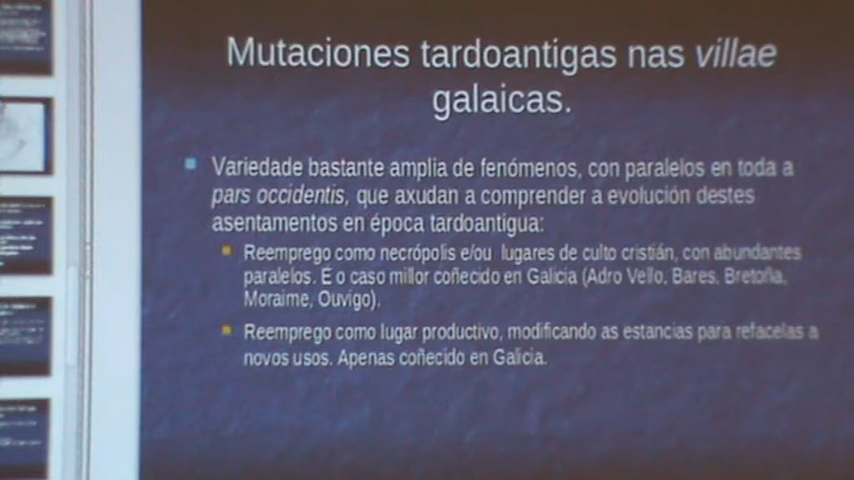 Mutaciones tardoantigas nas villae
galaicas.
Variedade bastante amplia de fenómenos, con paralelos en toda a
pars occidentis, que axudan a comprender a evolución destes
asentamentos en época tardoantigua:
Reemprego como necrópolis e/ou lugares de culto cristián, con abundantes
paralelos. É o caso millor coñecido en Galicia (Adro Vello, Bares, Bretoña,
Moraime, Ouvigo).
Reemprego como lugar productivo, modificando as estancias para refacelas a
novos usos. Apenas coñecido en Galicia.